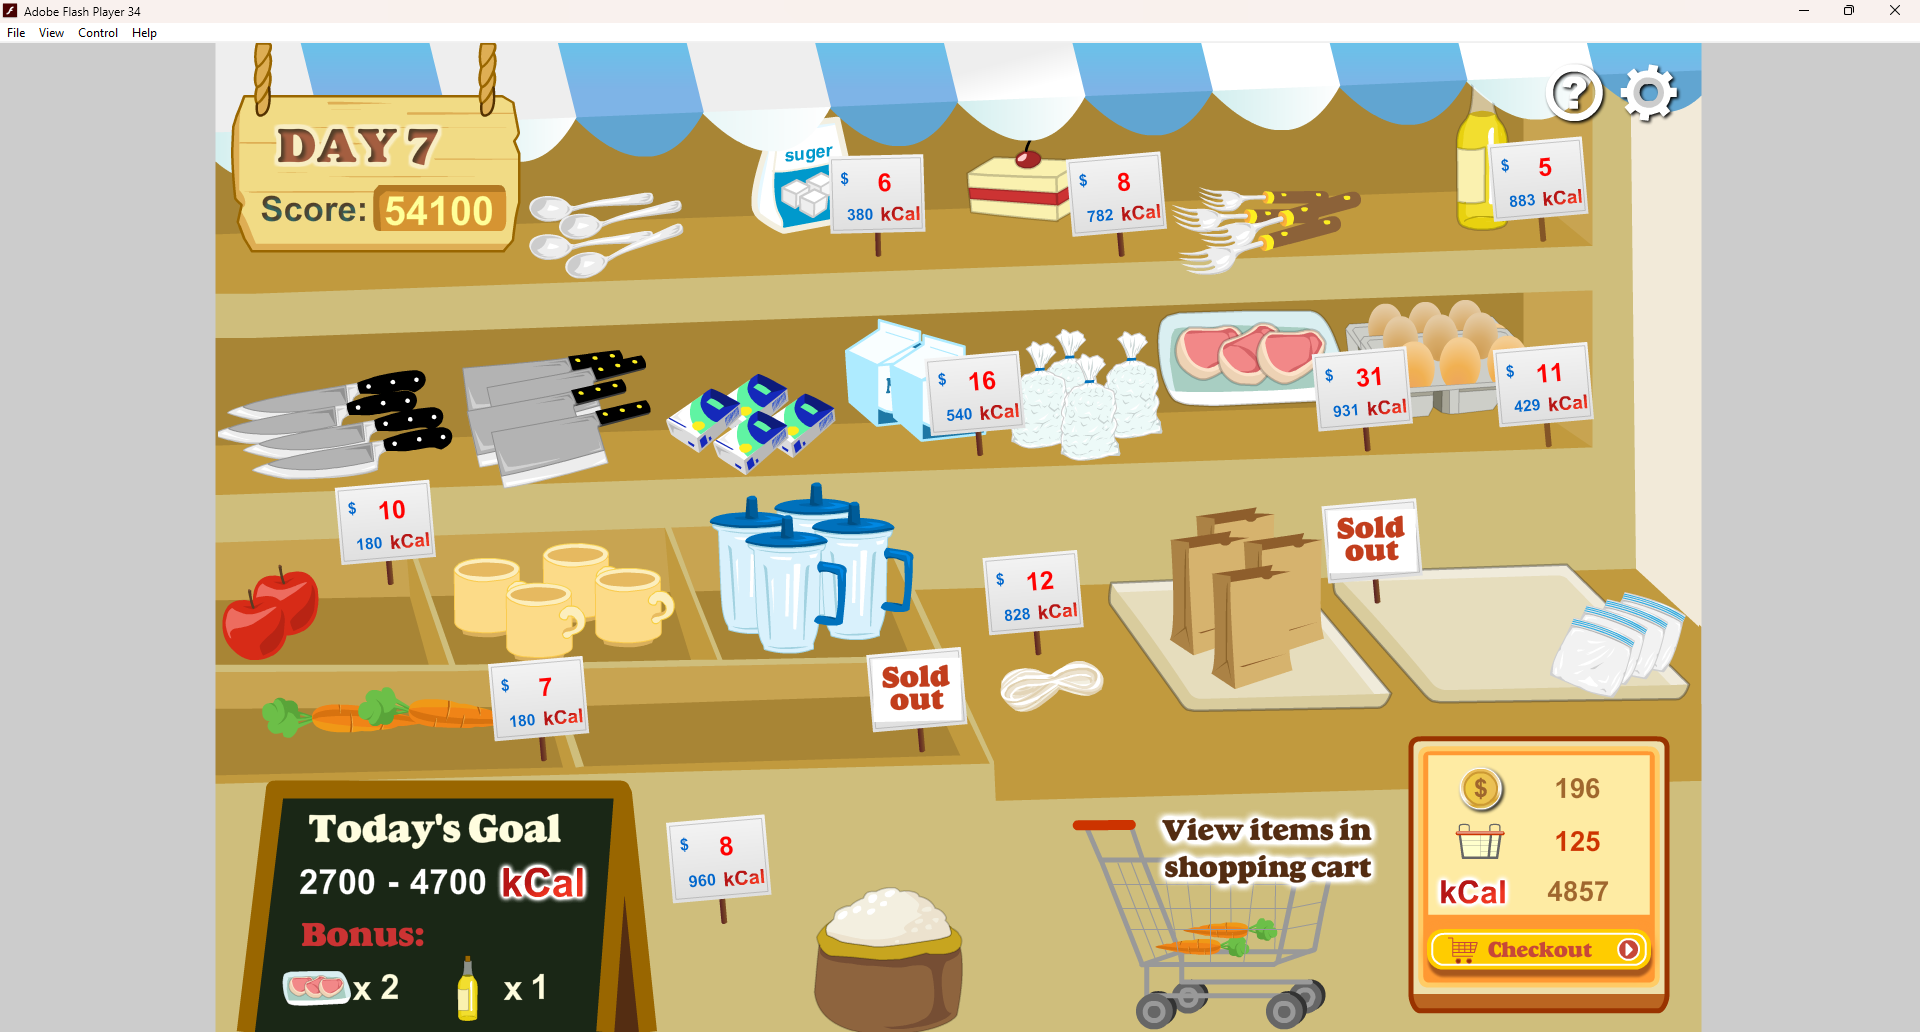 Adobe Flash Player 34
File View Control Help
DAY 7
Score: 54100
suger
$ 6
380 kCal
$ 8
782 kCal
?
$ 5
883 kCal
$ 16
540 kCal
$ 31
931 kCal
$ 11
429 kCal
$ 10
180 kCal
$ 12
828 kCal
Sold
out
$ 7
180 kCal
Sold
out
Today's Goal
2700 - 4700 kCal
Bonus:
x 2
x 1
$ 8
960 kCal
View items in
shopping cart
$ 196
125
kCal 4857
Checkout